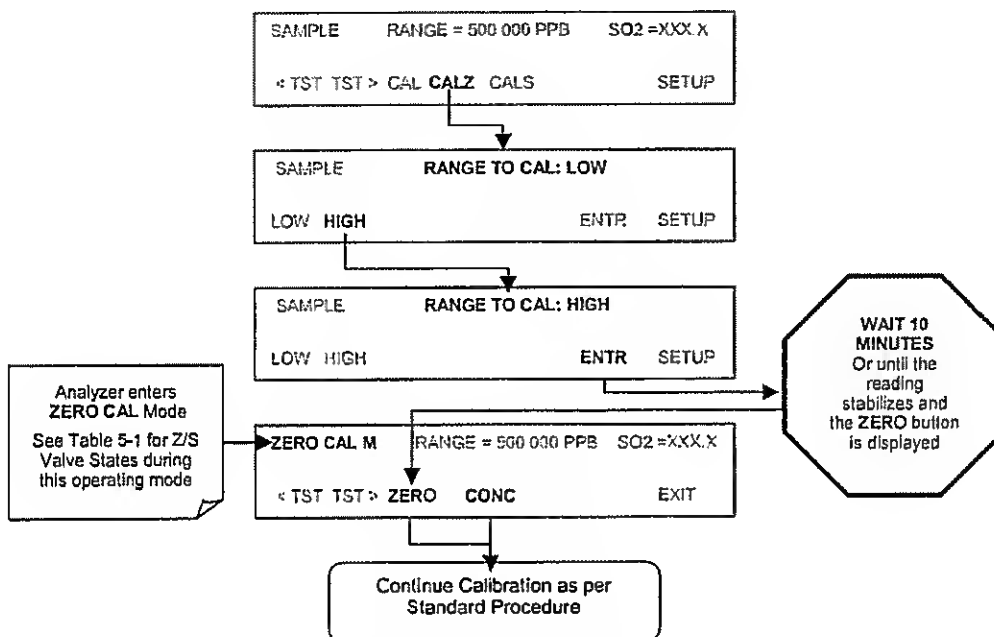 SAMPLE RANGE = 500.000 PPB SO2 =XXX.X
< TST TST > CAL CALZ CALS SETUP
SAMPLE RANGE TO CAL: LOW
LOW HIGH ENTR SETUP
SAMPLE RANGE TO CAL: HIGH
LOW HIGH ENTR SETUP
WAIT 10
MINUTES
Or until the
reading
stabilizes and
the ZERO button
is displayed
Analyzer enters
ZERO CAL Mode
See Table 5-1 for Z/S
Valve States during
this operating mode
ZERO CAL M RANGE = 500.000 PPB SO2 =XXX.X
< TST TST > ZERO CONC EXIT
Continue Calibration as per
Standard Procedure